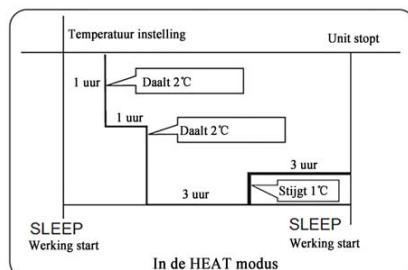 Temperatuur instelling
Unit stopt
1 uur
Daalt 2℃
1 uur
Daalt 2℃
3 uur
3 uur
Stijgt 1℃
SLEEP
Werking start
SLEEP
Werking start
In de HEAT modus